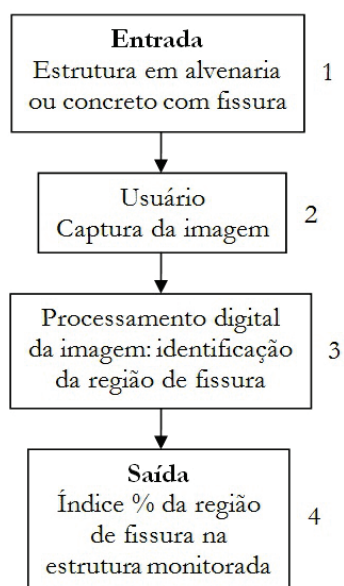 Entrada
Estrutura em alvenaria
ou concreto com fissura
1
Usuário
Captura da imagem
2
Processamento digital
da imagem: identificação
da região de fissura
3
Saída
Índice % da região
de fissura na
estrutura monitorada
4